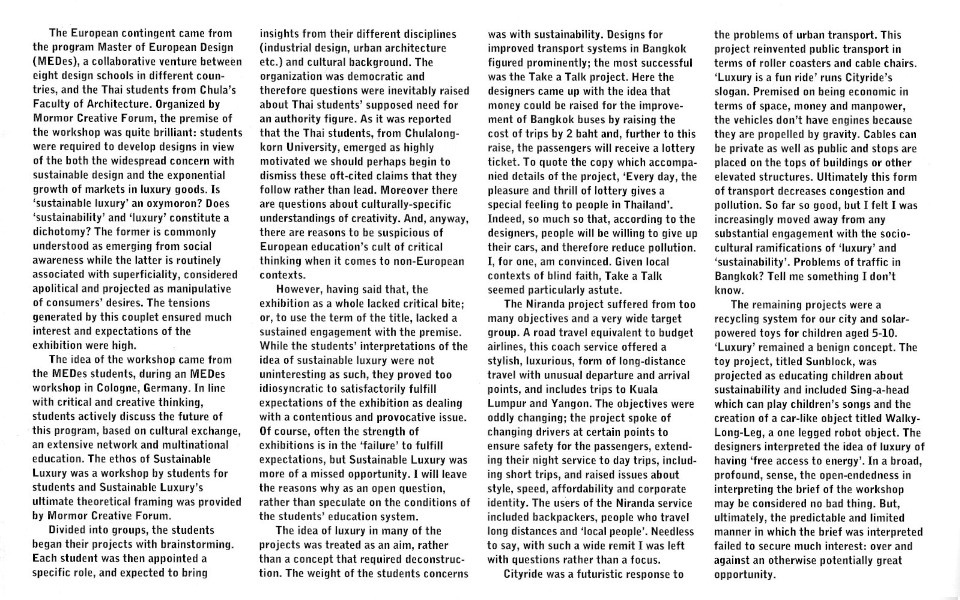 The European contingent came from
the program Master of European Design
(MEDes), a collaborative venture between
eight design schools in different coun-
tries, and the Thai students from Chula's
Faculty of Architecture. Organized by
Mormor Creative Forum, the premise of
the workshop was quite brilliant: students
were required to develop designs in view
of the both the widespread concern with
sustainable design and the exponential
growth of markets in luxury goods. Is
'sustainable luxury' an oxymoron? Does
'sustainability' and 'luxury' constitute a
dichotomy? The former is commonly
understood as emerging from social
awareness while the latter is routinely
associated with superficiality, considered
apolitical and projected as manipulative
of consumers' desires. The tensions
generated by this couplet ensured much
interest and expectations of the
exhibition were high.
The idea of the workshop came from
the MEDes students, during an MEDes
workshop in Cologne, Germany. In line
with critical and creative thinking,
students actively discuss the future of
this program, based on cultural exchange,
an extensive network and multinational
education. The ethos of Sustainable
Luxury was a workshop by students for
students and Sustainable Luxury's
ultimate theoretical framing was provided
by Mormor Creative Forum.
Divided into groups, the students
began their projects with brainstorming.
Each student was then appointed a
specific role, and expected to bring
insights from their different disciplines
(industrial design, urban architecture
etc.) and cultural background. The
organization was democratic and
therefore questions were inevitably raised
about Thai students' supposed need for
an authority figure. As it was reported
that the Thai students, from Chulalong-
korn University, emerged as highly
motivated we should perhaps begin to
dismiss these oft-cited claims that they
follow rather than lead. Moreover there
are questions about culturally-specific
understandings of creativity. And, anyway,
there are reasons to be suspicious of
European education's cult of critical
thinking when it comes to non-European
contexts.
However, having said that, the
exhibition as a whole lacked critical bite;
or, to use the term of the title, lacked a
sustained engagement with the premise.
While the students' interpretations of the
idea of sustainable luxury were not
uninteresting as such, they proved too
idiosyncratic to satisfactorily fulfill
expectations of the exhibition as dealing
with a contentious and provocative issue.
Of course, often the strength of
exhibitions is in the 'failure' to fulfill
expectations, but Sustainable Luxury was
more of a missed opportunity. I will leave
the reasons why as an open question,
rather than speculate on the conditions of
the students' education system.
The idea of luxury in many of the
projects was treated as an aim, rather
than a concept that required deconstruc-
tion. The weight of the students concerns
was with sustainability. Designs for
improved transport systems in Bangkok
figured prominently; the most successful
was the Take a Talk project. Here the
designers came up with the idea that
money could be raised for the improve-
ment of Bangkok buses by raising the
cost of trips by 2 baht and, further to this
raise, the passengers will receive a lottery
ticket. To quote the copy which accompa-
nied details of the project, 'Every day, the
pleasure and thrill of lottery gives a
special feeling to people in Thailand'.
Indeed, so much so that, according to the
designers, people will be willing to give up
their cars, and therefore reduce pollution.
I, for one, am convinced. Given local
contexts of blind faith, Take a Talk
seemed particularly astute.
The Niranda project suffered from too
many objectives and a very wide target
group. A road travel equivalent to budget
airlines, this coach service offered a
stylish, luxurious, form of long-distance
travel with unusual departure and arrival
points, and includes trips to Kuala
Lumpur and Yangon. The objectives were
oddly changing; the project spoke of
changing drivers at certain points to
ensure safety for the passengers, extend-
ing their night service to day trips, includ-
ing short trips, and raised issues about
style, speed, affordability and corporate
identity. The users of the Niranda service
included backpackers, people who travel
long distances and 'local people'. Needless
to say, with such a wide remit I was left
with questions rather than a focus.
Cityride was a futuristic response to
the problems of urban transport. This
project reinvented public transport in
terms of roller coasters and cable chairs.
'Luxury is a fun ride' runs Cityride's
slogan. Premised on being economic in
terms of space, money and manpower,
the vehicles don't have engines because
they are propelled by gravity. Cables can
be private as well as public and stops are
placed on the tops of buildings or other
elevated structures. Ultimately this form
of transport decreases congestion and
pollution. So far so good, but I felt I was
increasingly moved away from any
substantial engagement with the socio-
cultural ramifications of 'luxury' and
'sustainability'. Problems of traffic in
Bangkok? Tell me something I don't
know.
The remaining projects were a
recycling system for our city and solar-
powered toys for children aged 5-10.
'Luxury' remained a benign concept. The
toy project, titled Sunblock, was
projected as educating children about
sustainability and included Sing-a-head
which can play children's songs and the
creation of a car-like object titled Walky-
Long-Leg, a one legged robot object. The
designers interpreted the idea of luxury of
having 'free access to energy'. In a broad,
profound, sense, the open-endedness in
interpreting the brief of the workshop
may be considered no bad thing. But,
ultimately, the predictable and limited
manner in which the brief was interpreted
failed to secure much interest: over and
against an otherwise potentially great
opportunity.